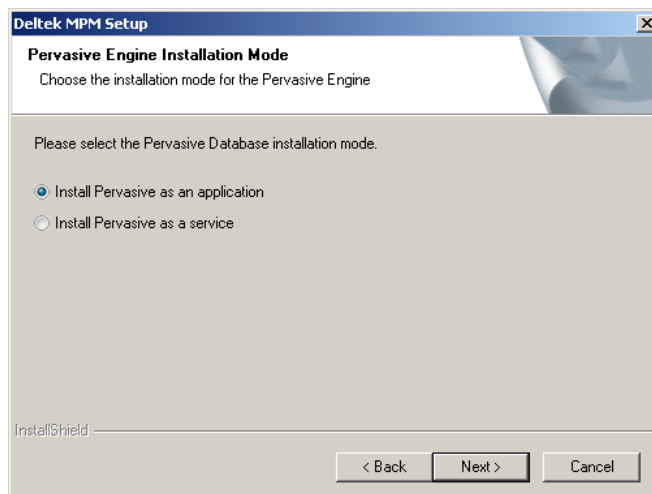 Deltek MPM Setup
Pervasive Engine Installation Mode
Choose the installation mode for the Pervasive Engine
Please select the Pervasive Database installation mode.
Install Pervasive as an application
Install Pervasive as a service
InstallShield
< Back
Next >
Cancel